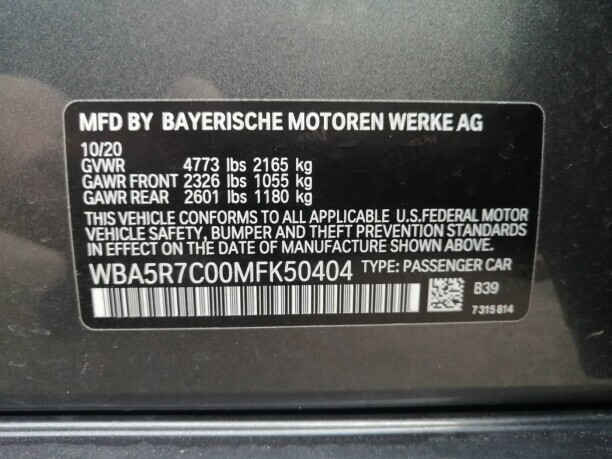 MFD BY BAYERISCHE MOTOREN WERKE AG
10/20
GVWR 4773 lbs 2165 kg
GAWR FRONT 2326 lbs 1055 kg
GAWR REAR 2601 lbs 1180 kg
THIS VEHICLE CONFORMS TO ALL APPLICABLE U.S.FEDERAL MOTOR
VEHICLE SAFETY, BUMPER AND THEFT PREVENTION STANDARDS
IN EFFECT ON THE DATE OF MANUFACTURE SHOWN ABOVE
WBA5R7C00MFK50404 TYPE: PASSENGER CAR
B39
7315814